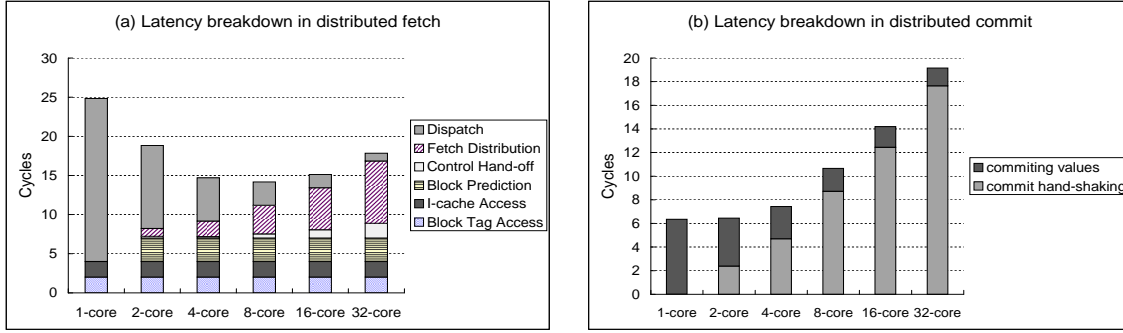 (a) Latency breakdown in distributed fetch
30
25
20
15
10
5
0
Cycles
1-core 2-core 4-core 8-core 16-core 32-core
Dispatch
Fetch Distribution
Control Hand-off
Block Prediction
I-cache Access
Block Tag Access
(b) Latency breakdown in distributed commit
20
18
16
14
12
10
8
6
4
2
0
Cycles
1-core 2-core 4-core 8-core 16-core 32-core
commiting values
commit hand-shaking